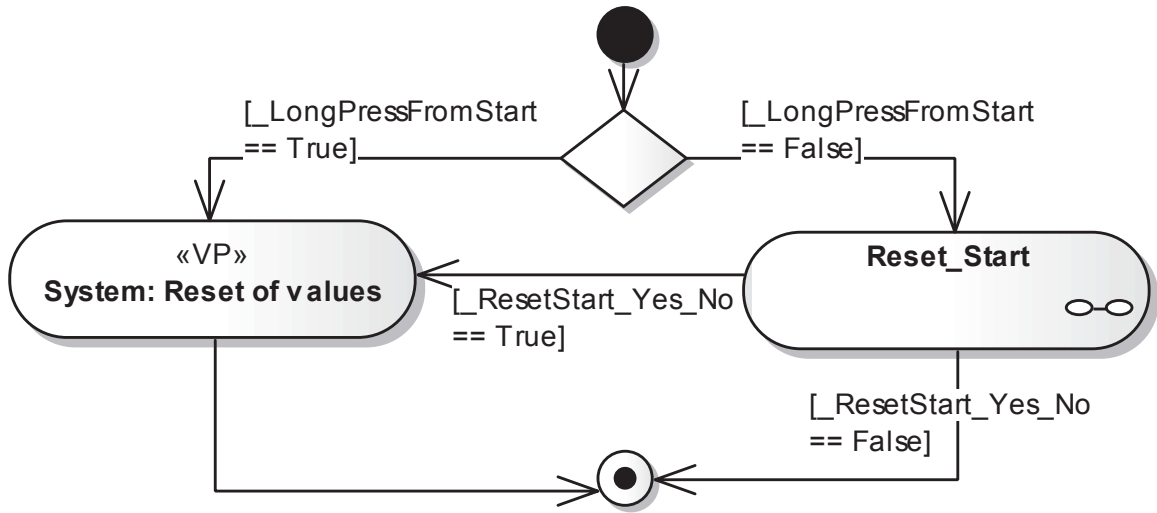 [_LongPressFromStart
== True]
[_LongPressFromStart
== False]
«VP»
System: Reset of values
Reset_Start
[_ResetStart_Yes_No
== True]
[_ResetStart_Yes_No
== False]